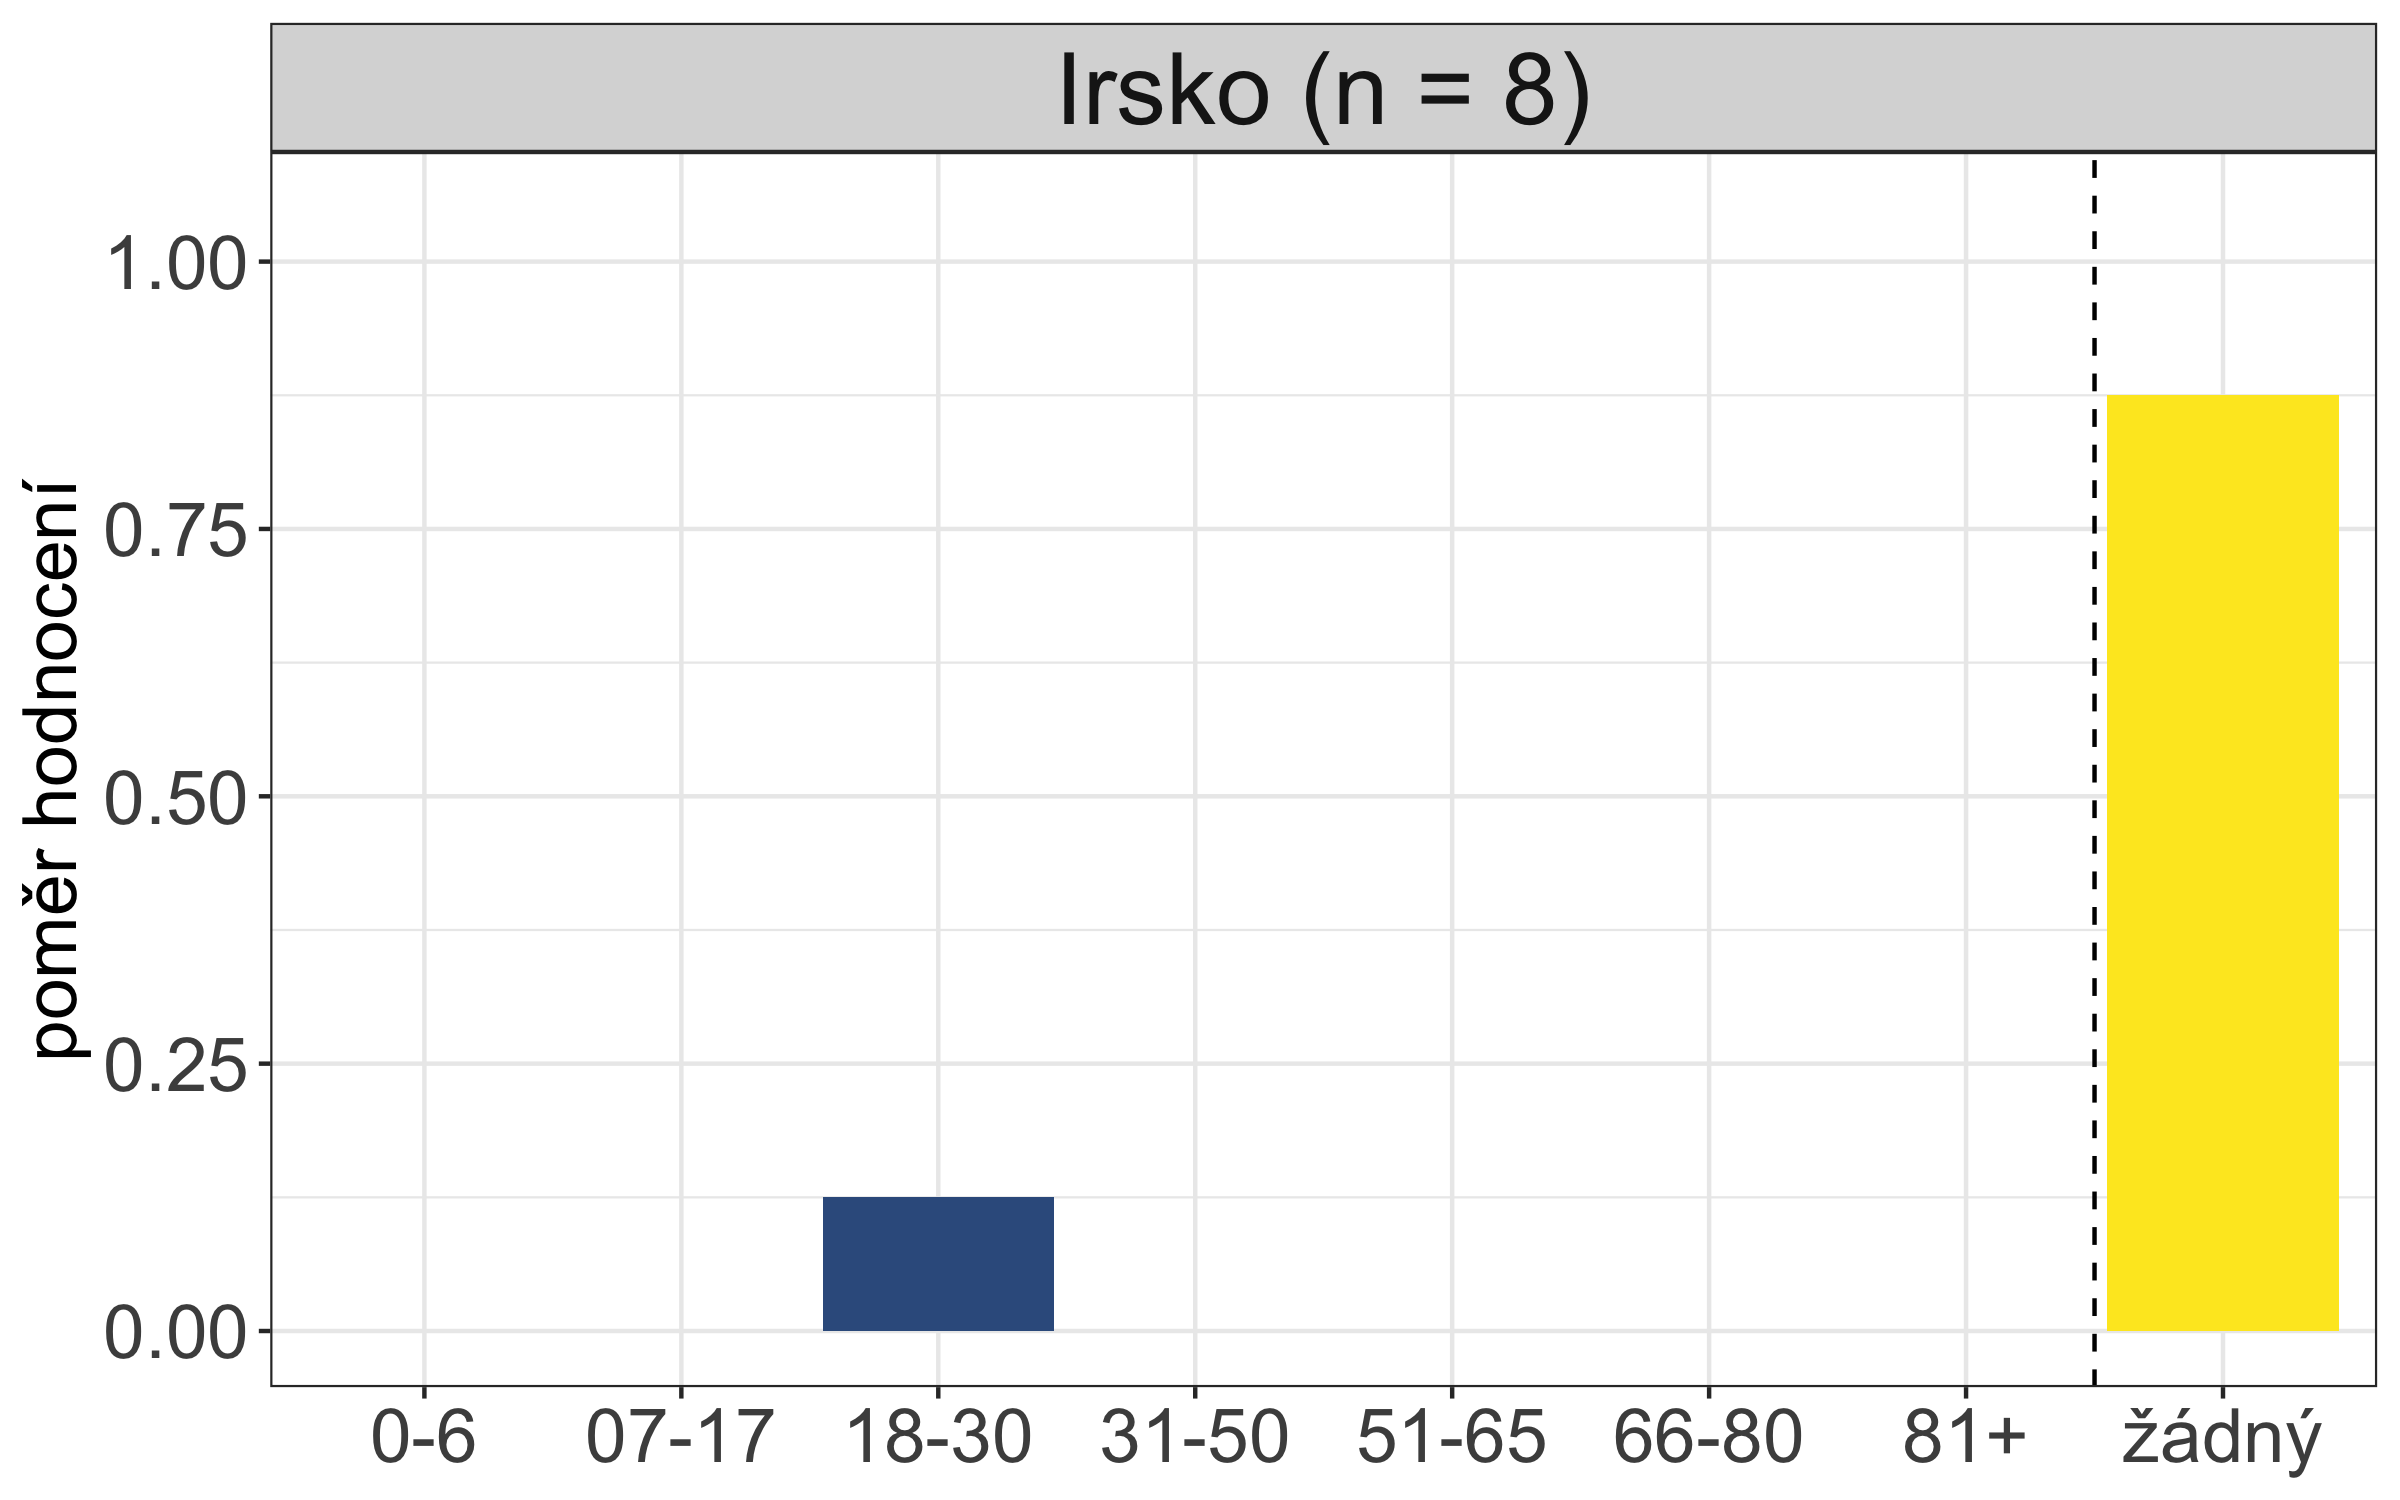 Irsko (n = 8)
poměr hodnocení
1.00
0.75
0.50
0.25
0.00
0-6 07-17 18-30 31-50 51-65 66-80 81+ žádný